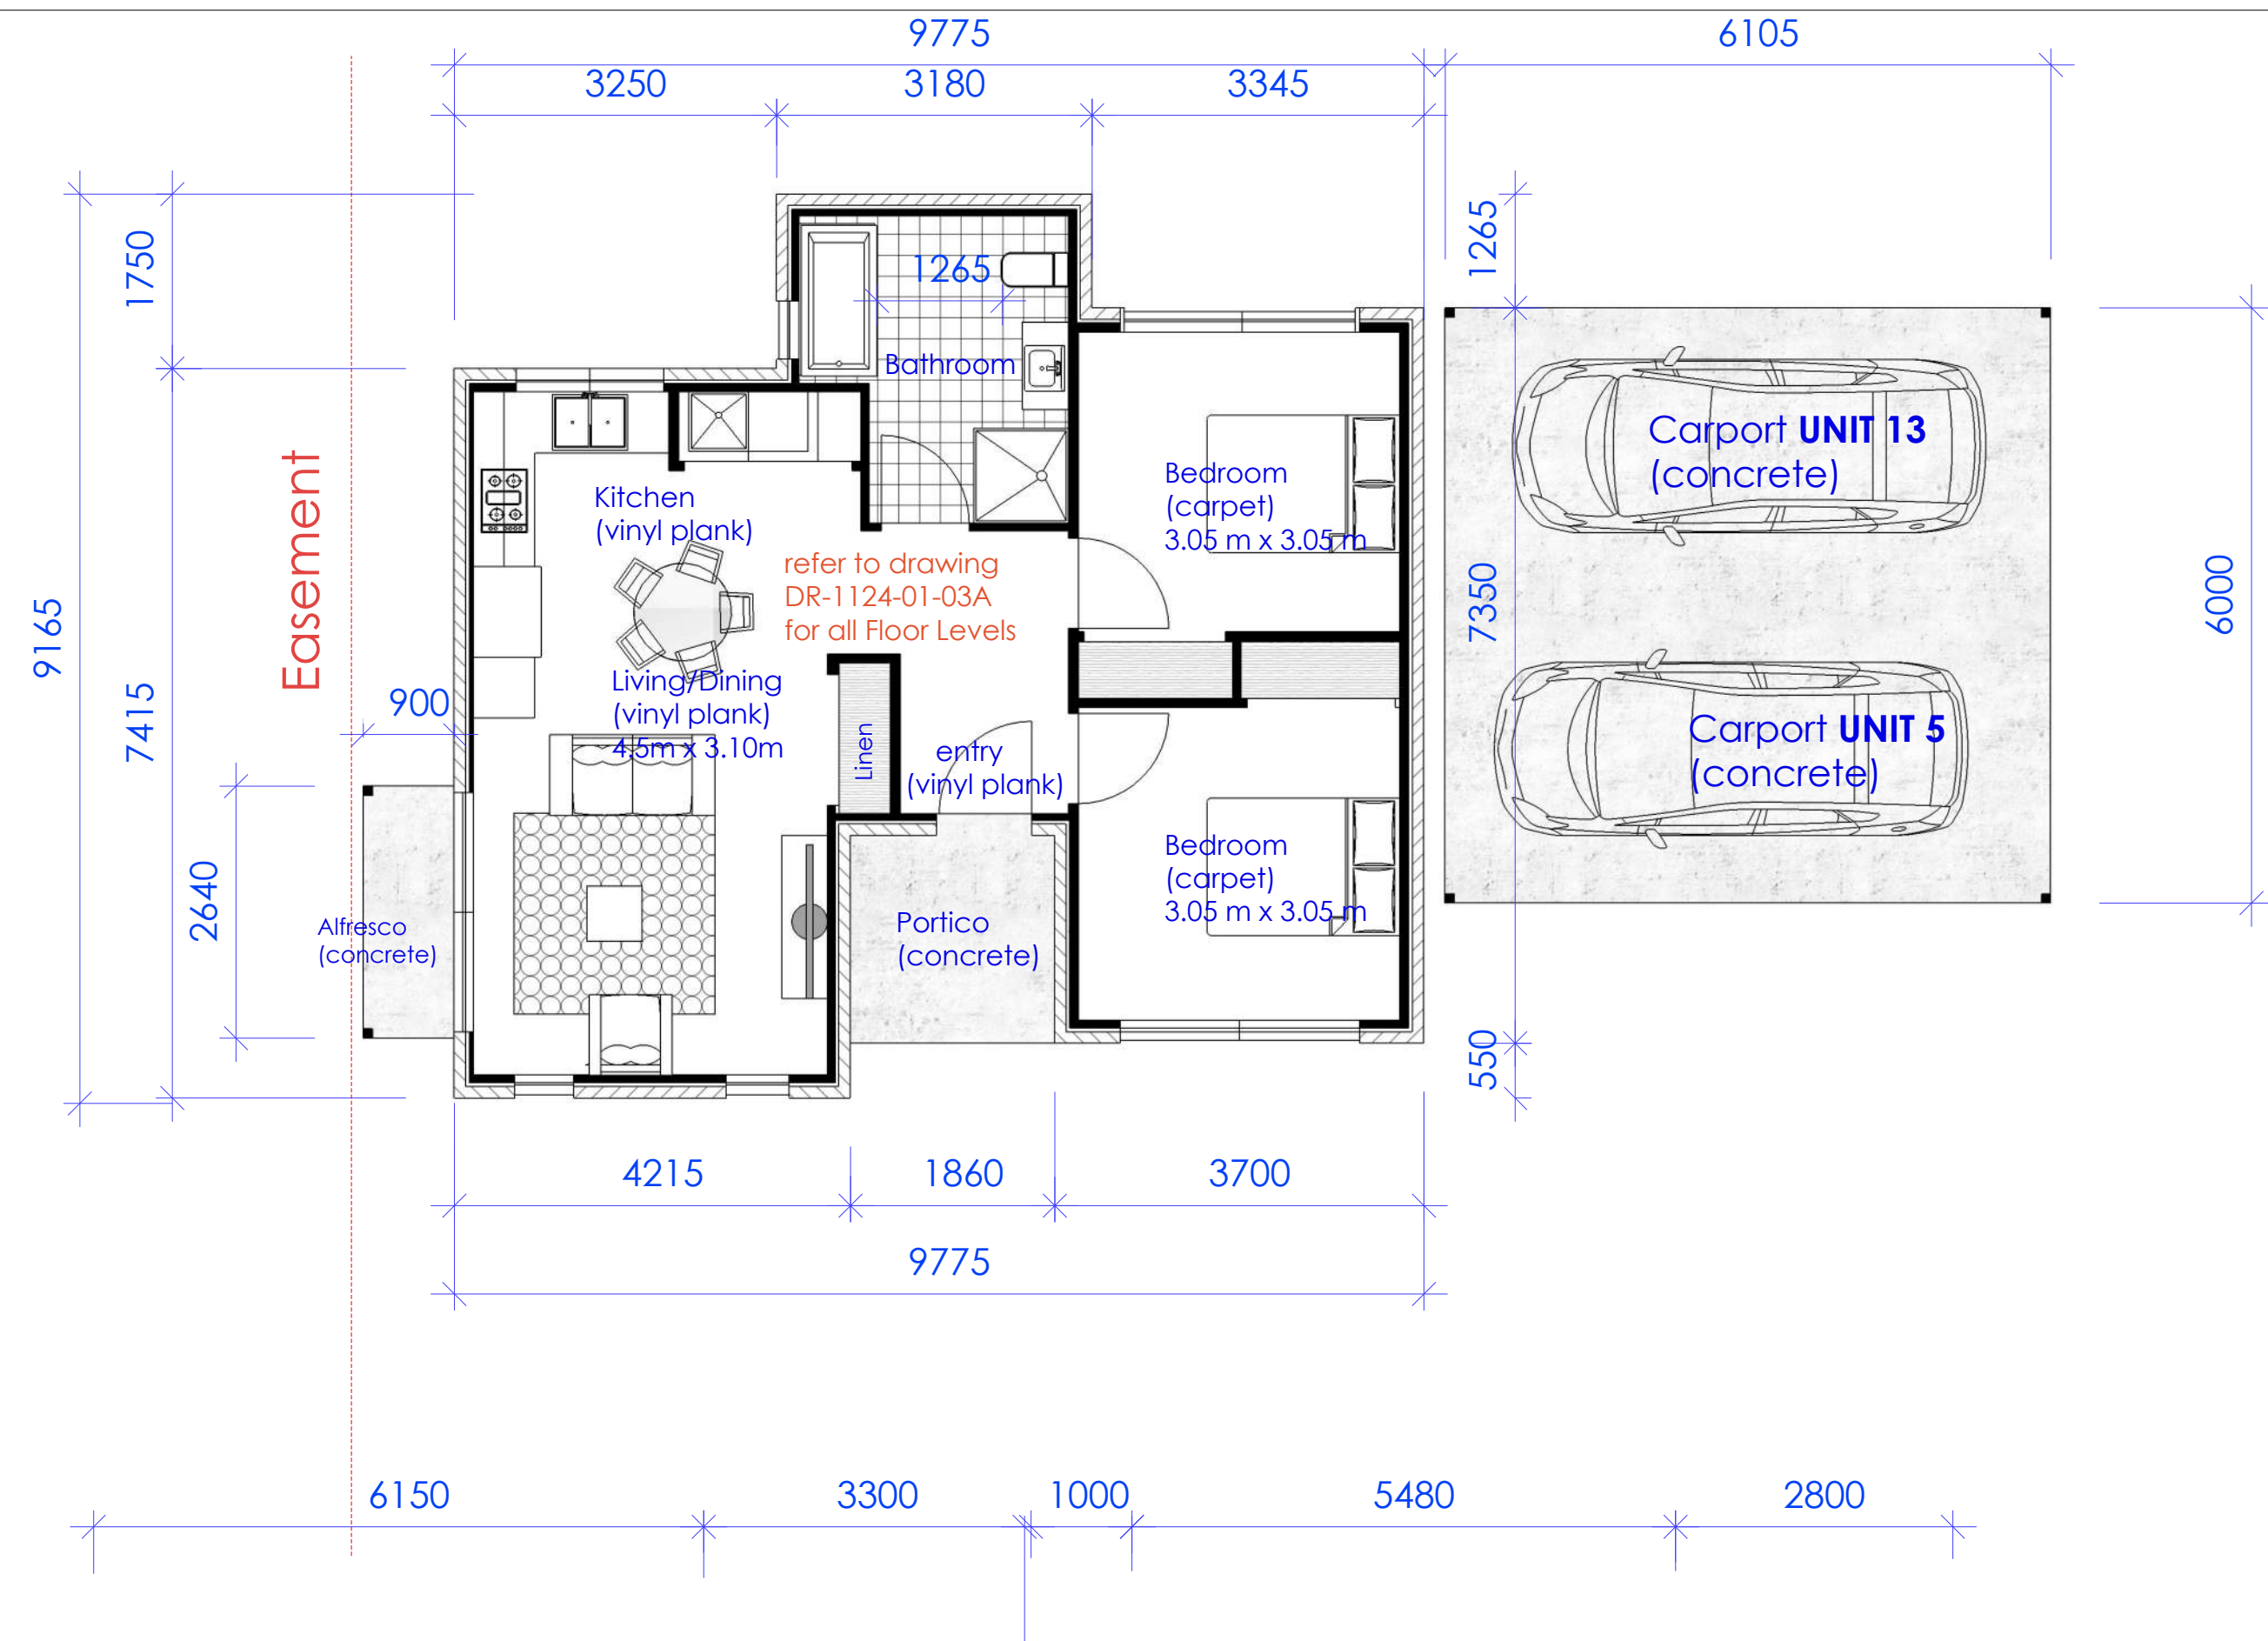 9775
6105
3250
3180
3345
1750
1265
1265
Bathroom
Carport UNIT 13
(concrete)
Easement
Kitchen
(vinyl plank)
Bedroom
(carpet)
3.05 m x 3.05 m
refer to drawing
DR-1124-01-03A
for all Floor Levels
9165
7415
7350
6000
900
Living/Dining
(vinyl plank)
4.5m x 3.10m
Linen
entry
(vinyl plank)
Carport UNIT 5
(concrete)
2640
Alfresco
(concrete)
Portico
(concrete)
Bedroom
(carpet)
3.05 m x 3.05 m
550
4215
1860
3700
9775
6150
3300
1000
5480
2800